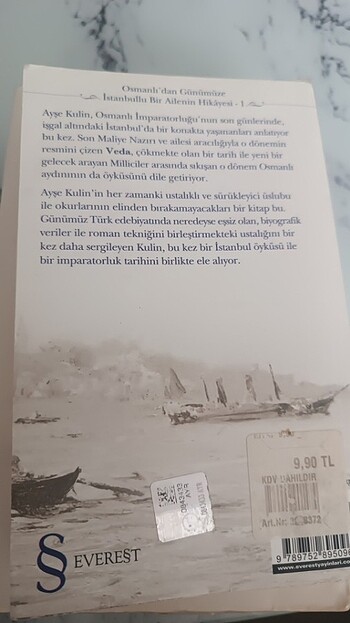 Osmanlı'dan Günümüze
İstanbullu Bir Ailenin Hikâyesi - 1
Ayşe Kulin, Osmanlı İmparatorluğu'nun son günlerinde,
işgal altındaki İstanbul'da bir konakta yaşananları anlatıyor
bu kez. Son Maliye Nazırı ve ailesi aracılığıyla o dönemin
resmini çizen Veda, çökmekte olan bir tarih ile yeni bir
gelecek arayan Milliciler arasında sıkışan o dönem Osmanlı
aydınının da öyküsünü dile getiriyor.
Ayşe Kulin'in her zamanki ustalıklı ve sürükleyici üslubu
ile okurlarının elinden bırakamayacakları bir kitap bu.
Günümüz Türk edebiyatında neredeyse eşsiz olan, biyografik
veriler ile roman tekniğini birleştirmekteki ustalığını bir
kez daha sergileyen Kulin, bu kez bir İstanbul öyküsü ile
bir imparatorluk tarihini birlikte ele alıyor.
9,90 TL
KDV DAHİLDİR
Art.Nr:
EVEREST
9 789752 89509
www.everestyayinlari.com